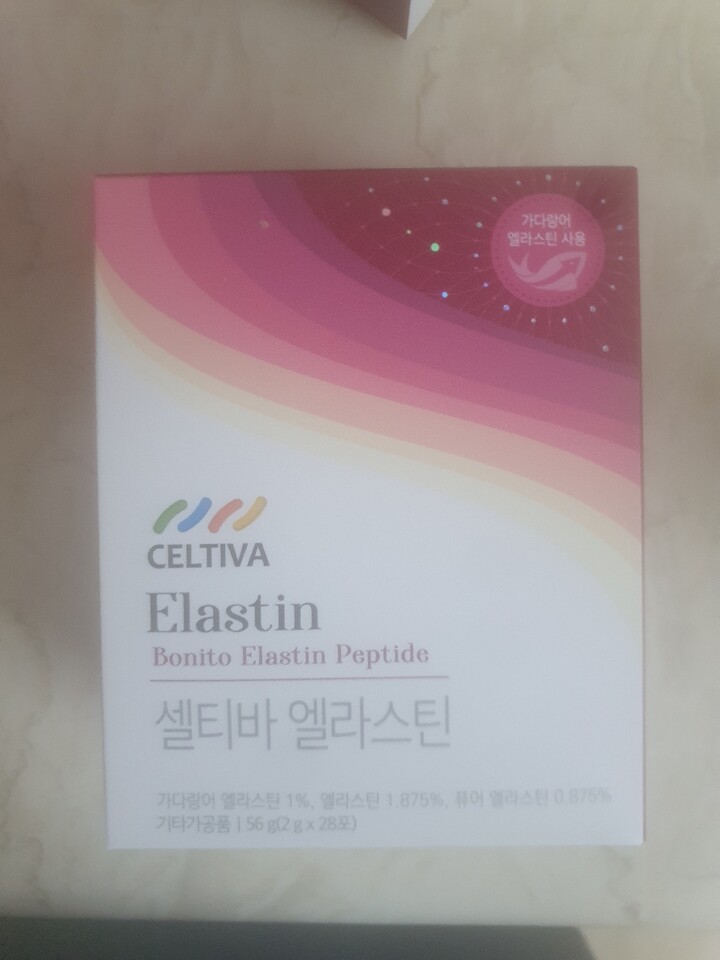 가다랑어
엘라스틴 사용
CELTIVA
Elastin
Bonito Elastin Peptide
셀티바 엘라스틴
가다랑어 엘라스틴 1%, 엘라스틴 1.875%, 퓨어 엘라스틴 0.875%
기타가공품 | 56 g(2 g x 28포)